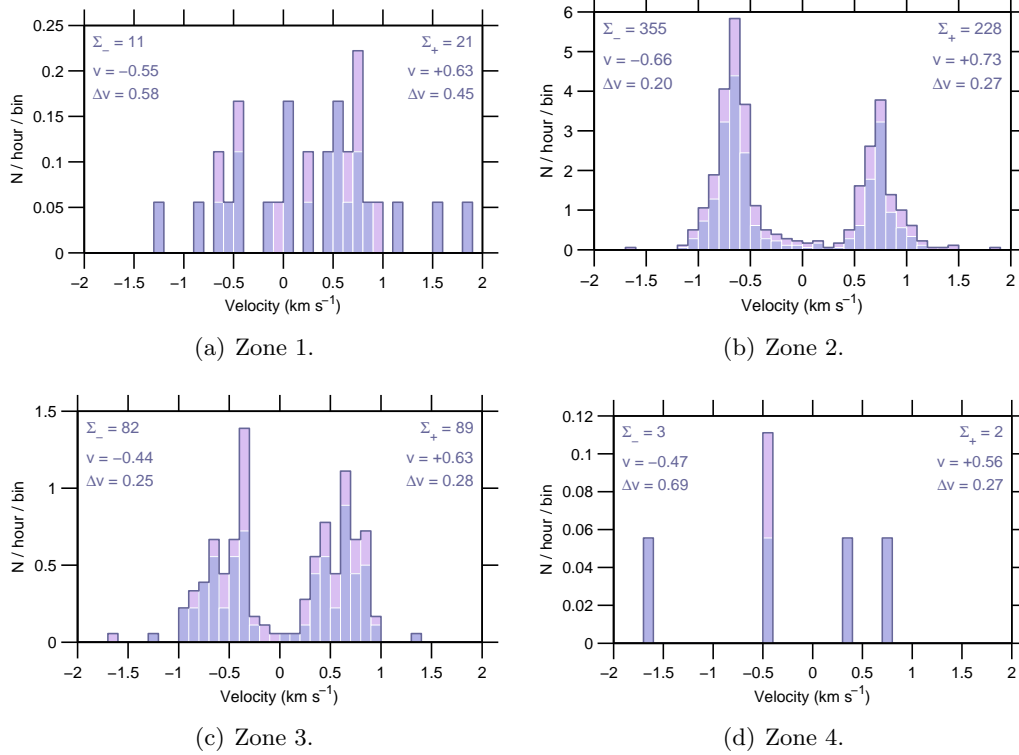 0.25
0.2
0.15
0.1
0.05
0
N / hour / bin
Σ₋ = 11
v = −0.55
Δv = 0.58
Σ₊ = 21
v = +0.63
Δv = 0.45
−2 −1.5 −1 −0.5 0 0.5 1 1.5 2
Velocity (km s⁻¹)
(a) Zone 1.
6
5
4
3
2
1
0
N / hour / bin
Σ₋ = 355
v = −0.66
Δv = 0.20
Σ₊ = 228
v = +0.73
Δv = 0.27
−2 −1.5 −1 −0.5 0 0.5 1 1.5 2
Velocity (km s⁻¹)
(b) Zone 2.
1.5
1
0.5
0
N / hour / bin
Σ₋ = 82
v = −0.44
Δv = 0.25
Σ₊ = 89
v = +0.63
Δv = 0.28
−2 −1.5 −1 −0.5 0 0.5 1 1.5 2
Velocity (km s⁻¹)
(c) Zone 3.
0.12
0.1
0.08
0.06
0.04
0.02
0
N / hour / bin
Σ₋ = 3
v = −0.47
Δv = 0.69
Σ₊ = 2
v = +0.56
Δv = 0.27
−2 −1.5 −1 −0.5 0 0.5 1 1.5 2
Velocity (km s⁻¹)
(d) Zone 4.